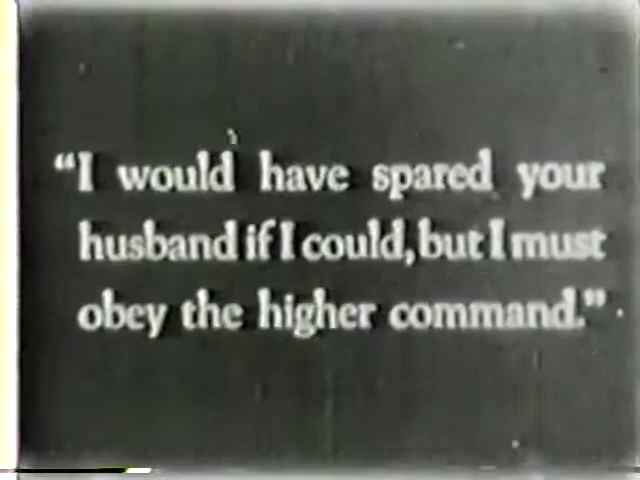 “I would have spared your
husband if I could, but I must
obey the higher command.”